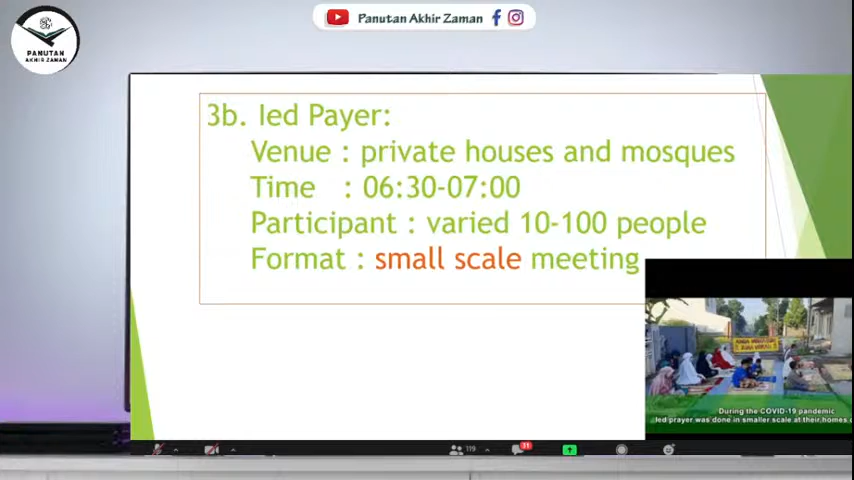 PANUTAN
AKHIR ZAMAN
Panutan Akhir Zaman
3b. Ied Payer:
Venue : private houses and mosques
Time : 06:30-07:00
Participant : varied 10-100 people
Format : small scale meeting
During the COVID-19 pandemic
Ied prayer was done in smaller scale at their homes
119
31